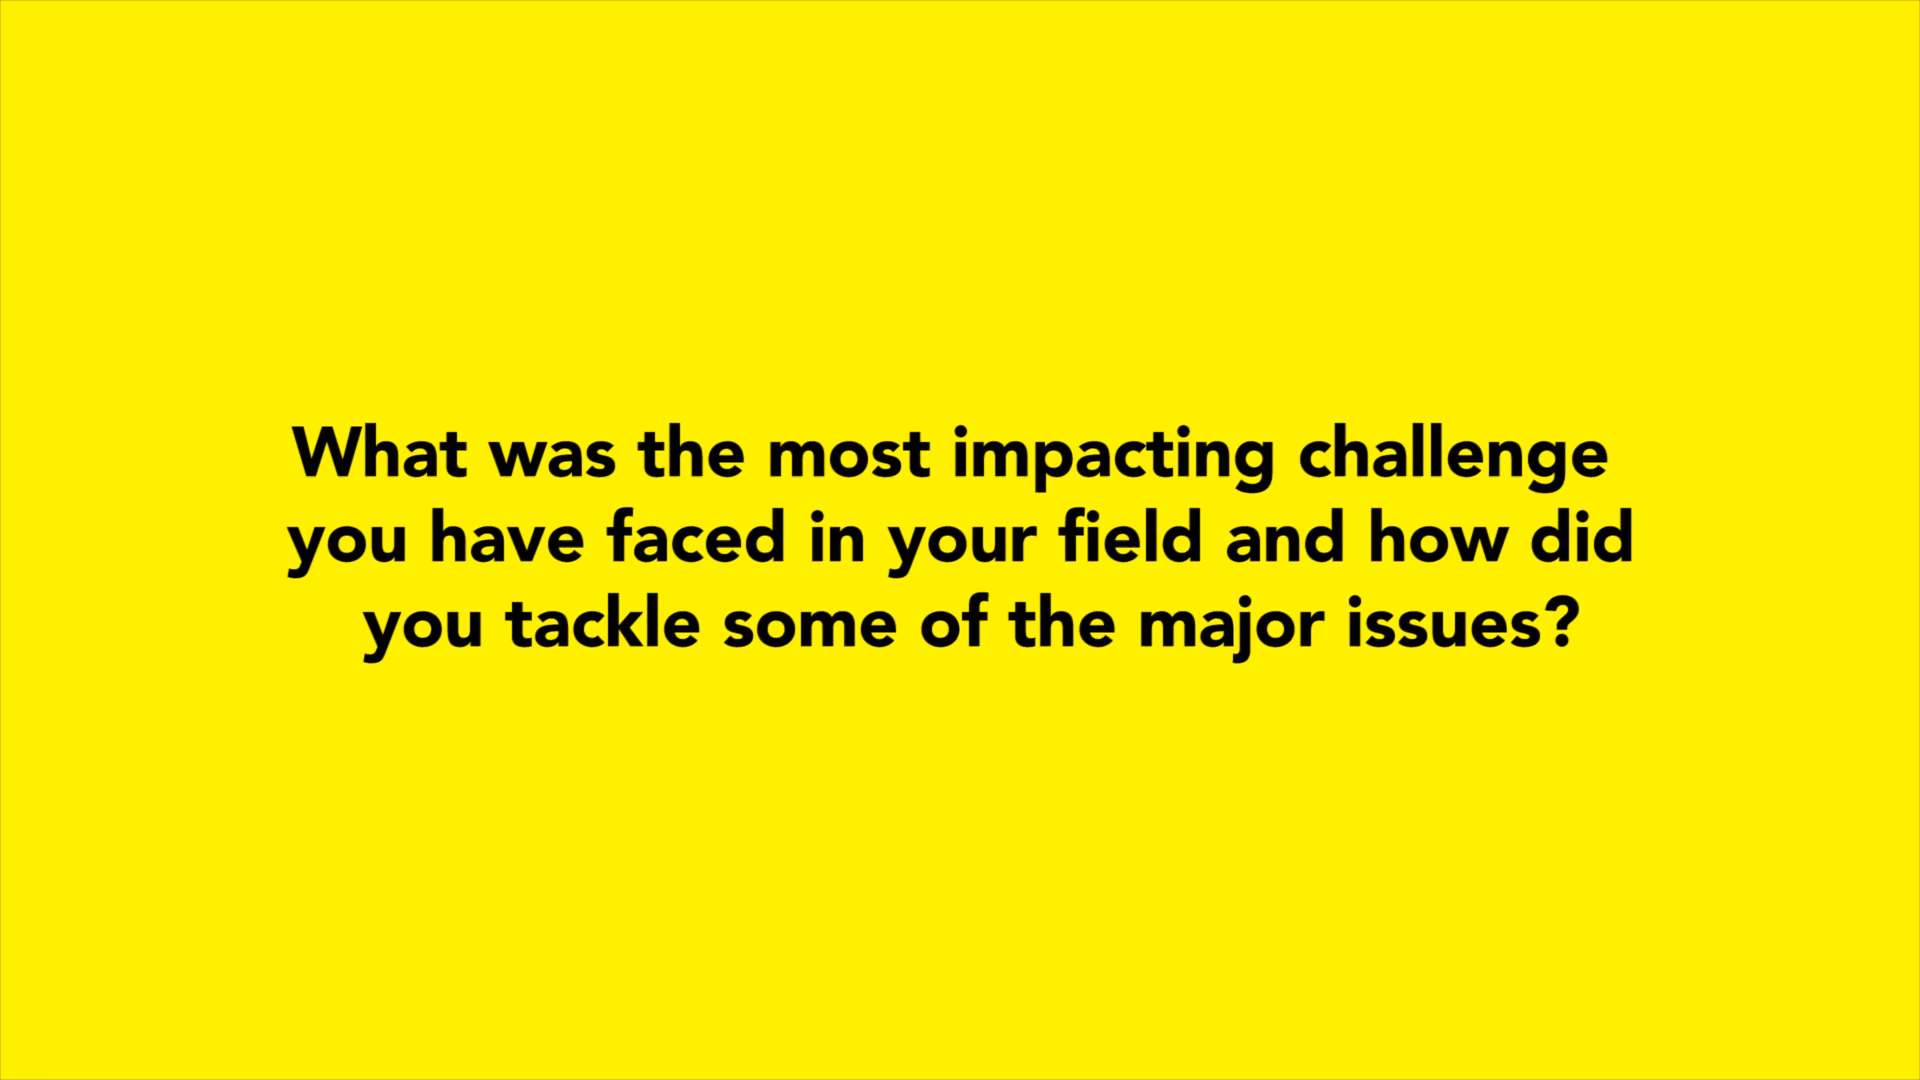 What was the most impacting challenge
you have faced in your field and how did
you tackle some of the major issues?